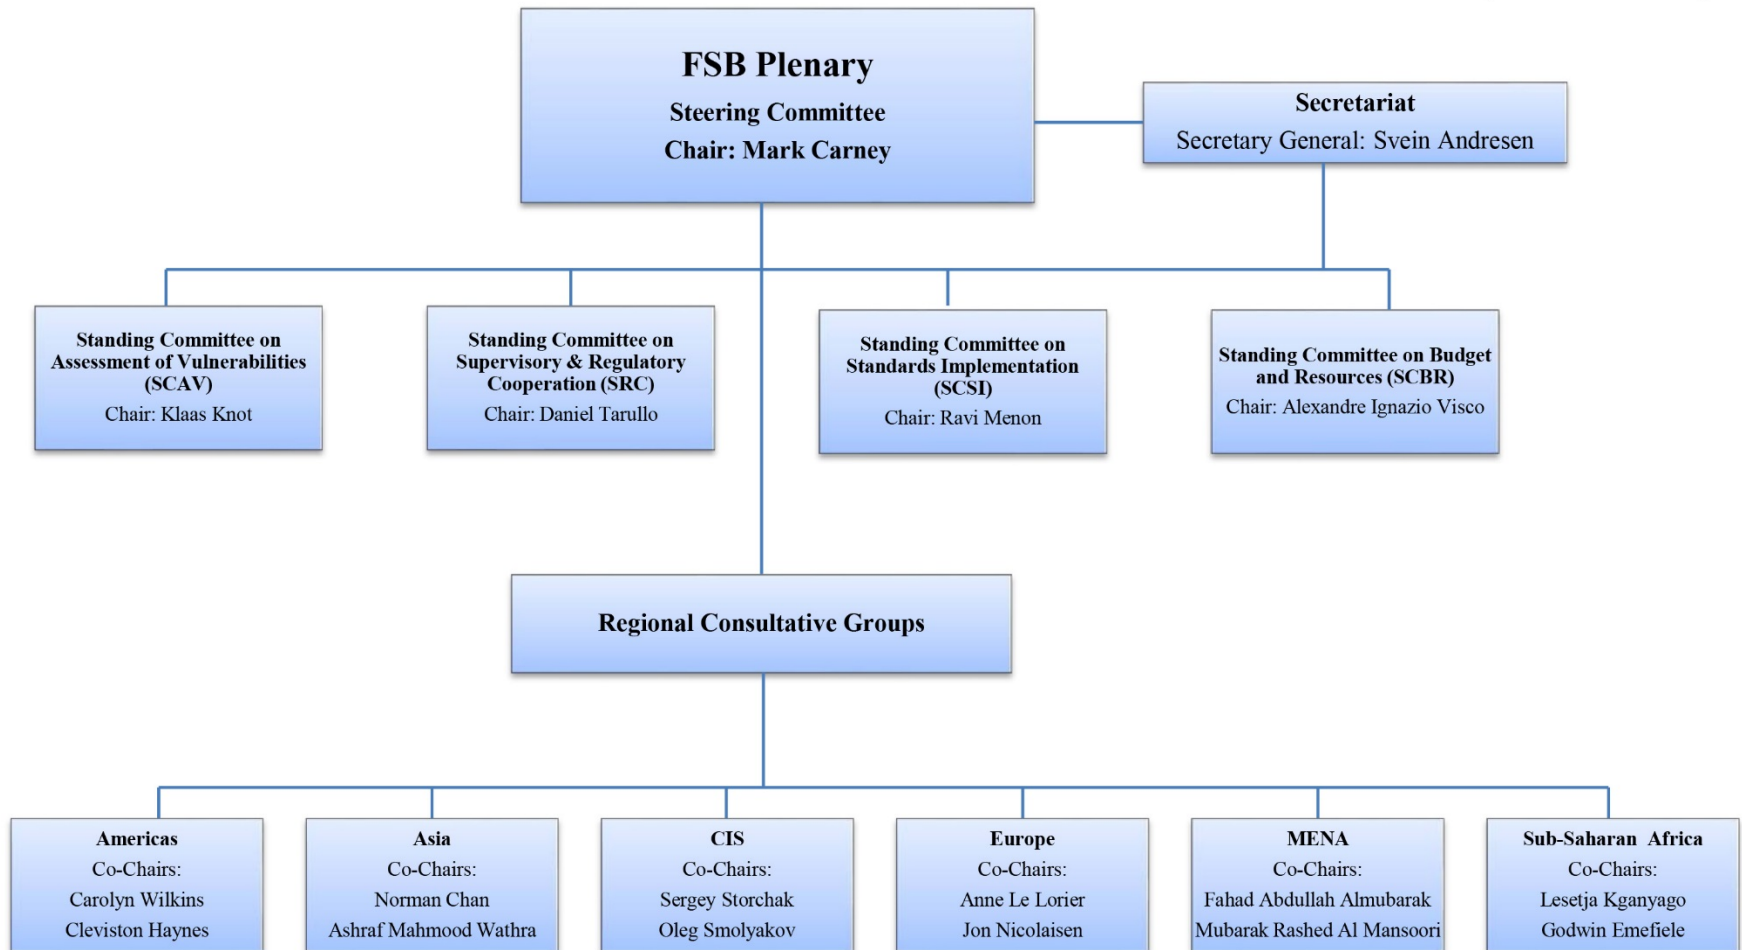 FSB Plenary
Steering Committee
Chair: Mark Carney
Secretariat
Secretary General: Svein Andresen
Standing Committee on
Assessment of Vulnerabilities
(SCAV)
Chair: Klaas Knot
Standing Committee on
Supervisory & Regulatory
Cooperation (SRC)
Chair: Daniel Tarullo
Standing Committee on
Standards Implementation
(SCSI)
Chair: Ravi Menon
Standing Committee on Budget
and Resources (SCBR)
Chair: Alexandre Ignazio Visco
Regional Consultative Groups
Americas
Co-Chairs:
Carolyn Wilkins
Cleviston Haynes
Asia
Co-Chairs:
Norman Chan
Ashraf Mahmood Wathra
CIS
Co-Chairs:
Sergey Storchak
Oleg Smolyakov
Europe
Co-Chairs:
Anne Le Lorier
Jon Nicolaisen
MENA
Co-Chairs:
Fahad Abdullah Almubarak
Mubarak Rashed Al Mansoori
Sub-Saharan Africa
Co-Chairs:
Lesetja Kganyago
Godwin Emefiele